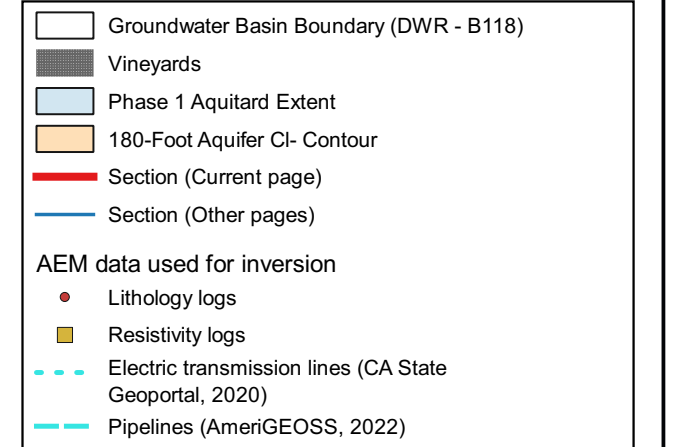 Groundwater Basin Boundary (DWR - B118)
Vineyards
Phase 1 Aquitard Extent
180-Foot Aquifer Cl- Contour
Section (Current page)
Section (Other pages)
AEM data used for inversion
Lithology logs
Resistivity logs
Electric transmission lines (CA State
Geoportal, 2020)
Pipelines (AmeriGEOSS, 2022)